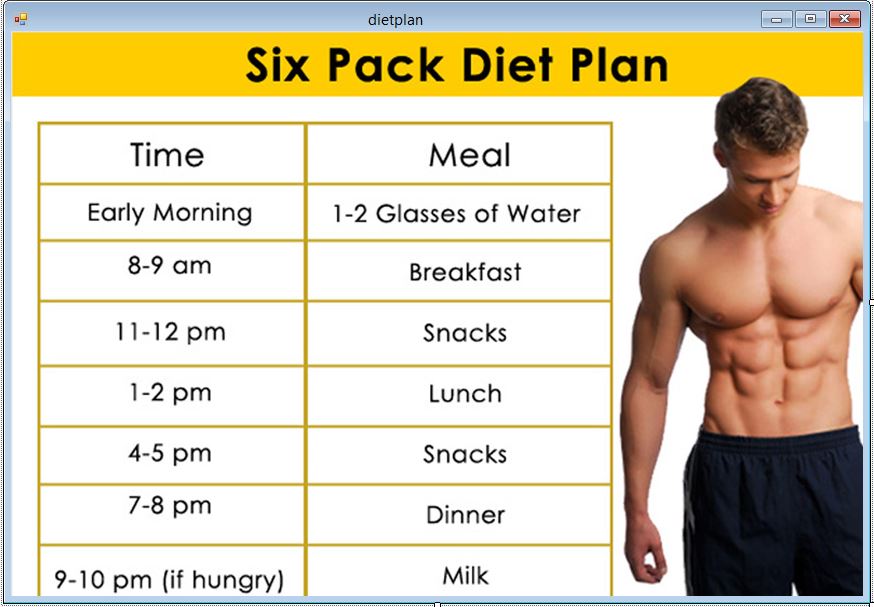 dietplan
Six Pack Diet Plan
Time Meal
Early Morning 1-2 Glasses of Water
8-9 am Breakfast
11-12 pm Snacks
1-2 pm Lunch
4-5 pm Snacks
7-8 pm Dinner
9-10 pm (if hungry) Milk